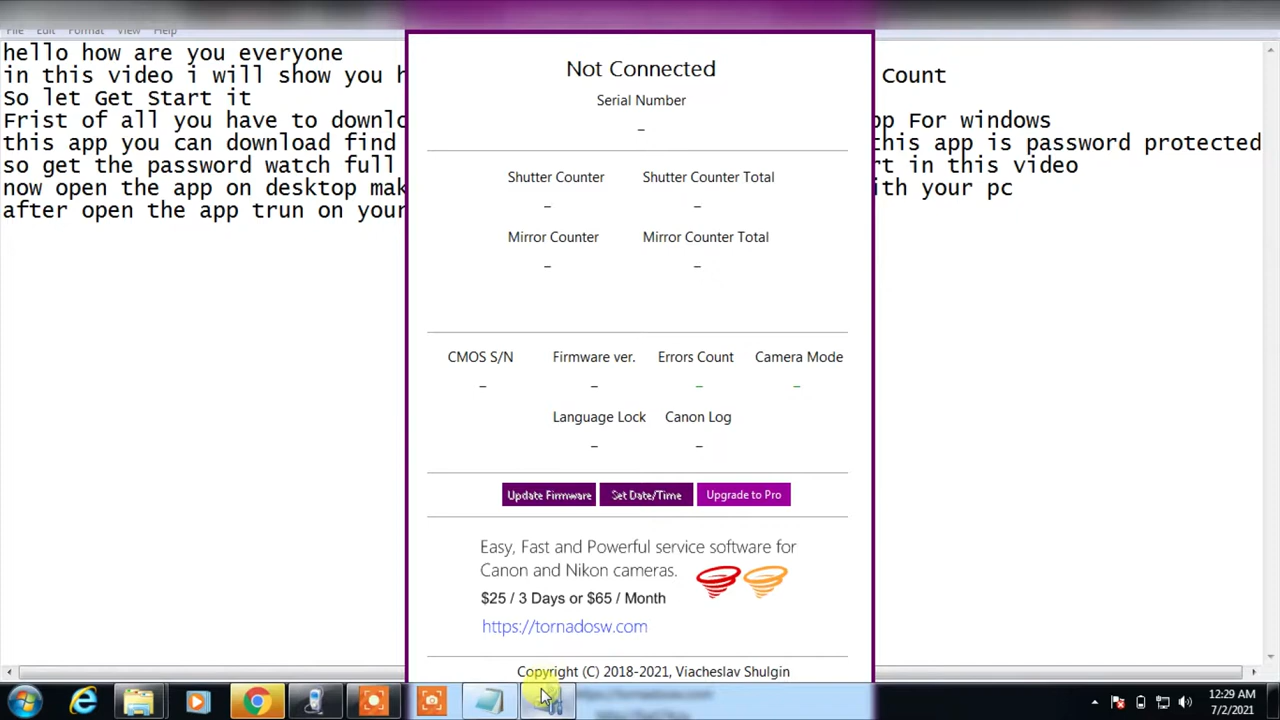 File Edit Format View Help
hello how are you everyone
in this video i will show you h
Count
So let Get Start it
Frist of all you have to downlo
pp For windows
this app you can download find
this app is password protected
so get the password watch full
rt in this video
now open the app on desktop mak
ith your pc
after open the app trun on your
Not Connected
Serial Number
–
Shutter Counter Shutter Counter Total
– –
Mirror Counter Mirror Counter Total
– –
CMOS S/N Firmware ver. Errors Count Camera Mode
– – – –
Language Lock Canon Log
– –
Update Firmware Set Date/Time Upgrade to Pro
Easy, Fast and Powerful service software for
Canon and Nikon cameras.
$25 / 3 Days or $65 / Month
https://tornadosw.com
Copyright (C) 2018-2021, Viacheslav Shulgin
12:29 AM
7/2/2021